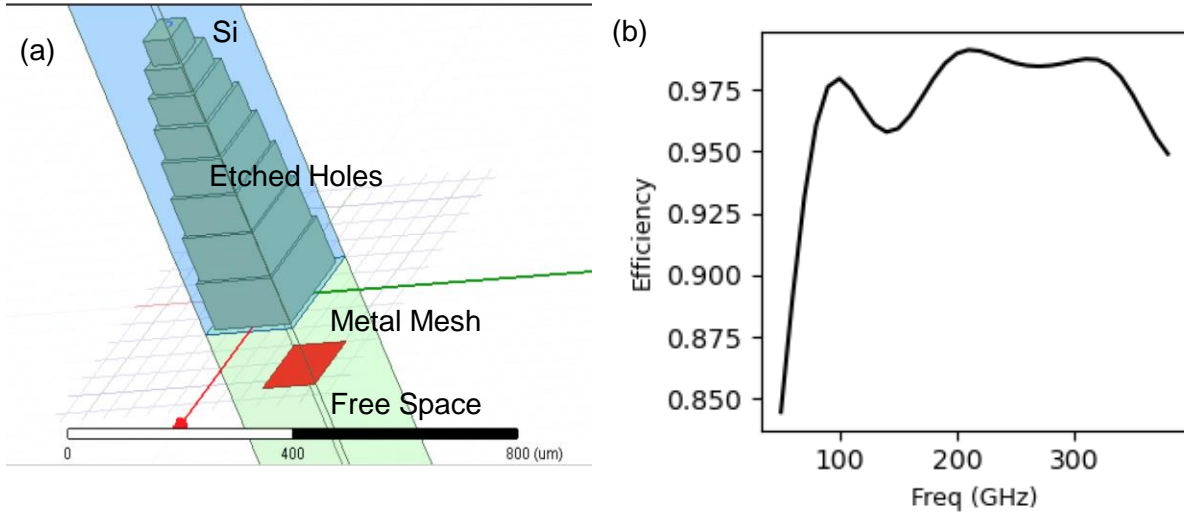 (a)
Si
Etched Holes
Metal Mesh
Free Space
0
400
800 (um)
(b)
0.975
0.950
0.925
0.900
0.875
0.850
Efficiency
100
200
300
Freq (GHz)